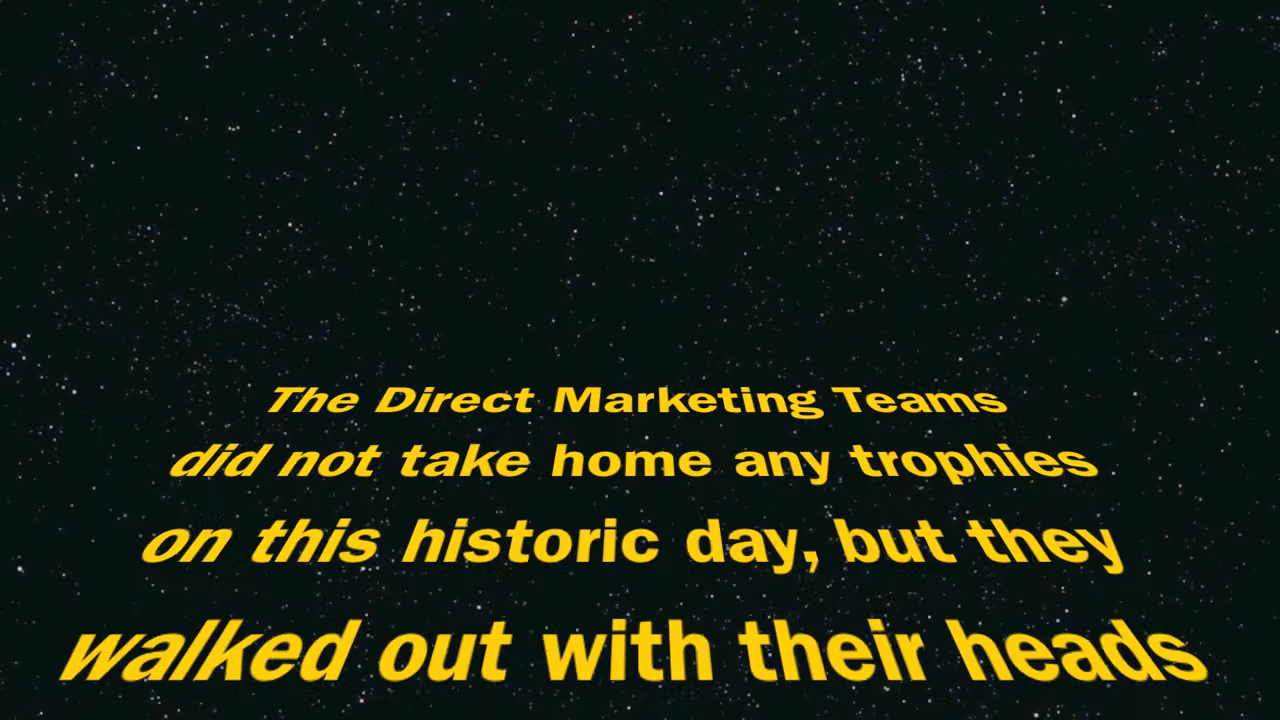 The Direct Marketing Teams
did not take home any trophies
on this historic day, but they
walked out with their heads